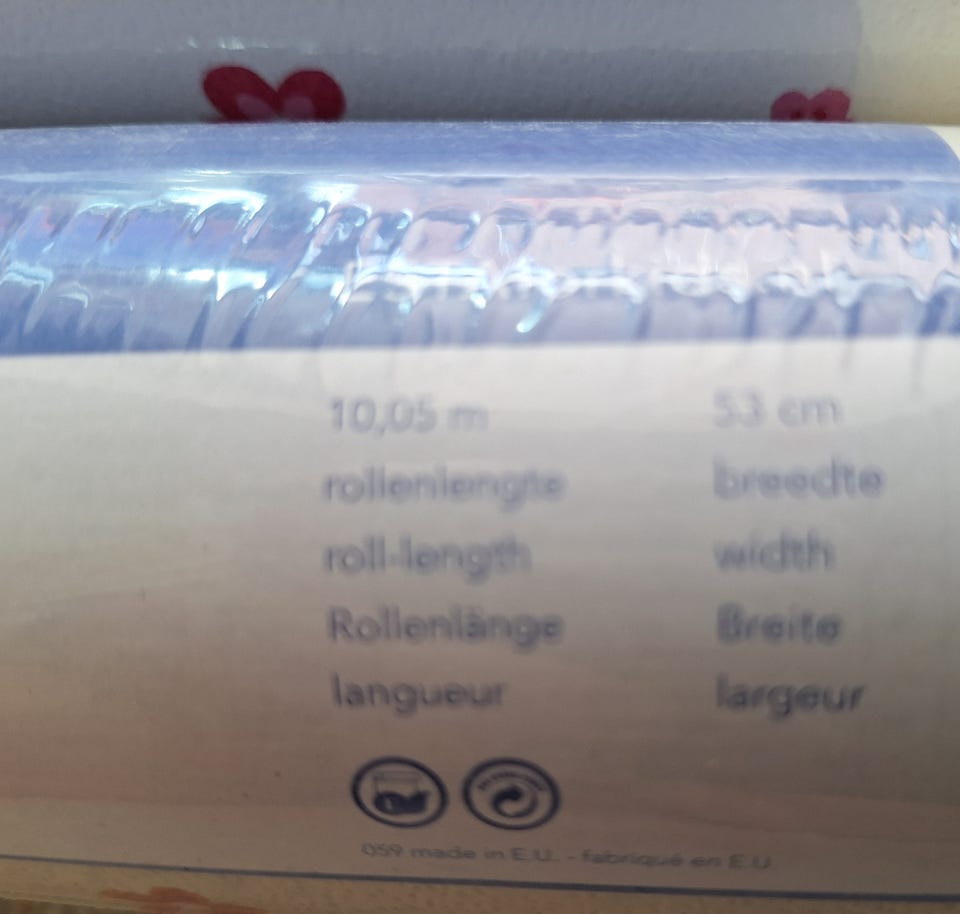 10,05 m 53 cm
rollenlengte breedte
roll-length width
Rollenlänge Breite
langueur largeur
059 made in E.U. - fabriqué en E.U